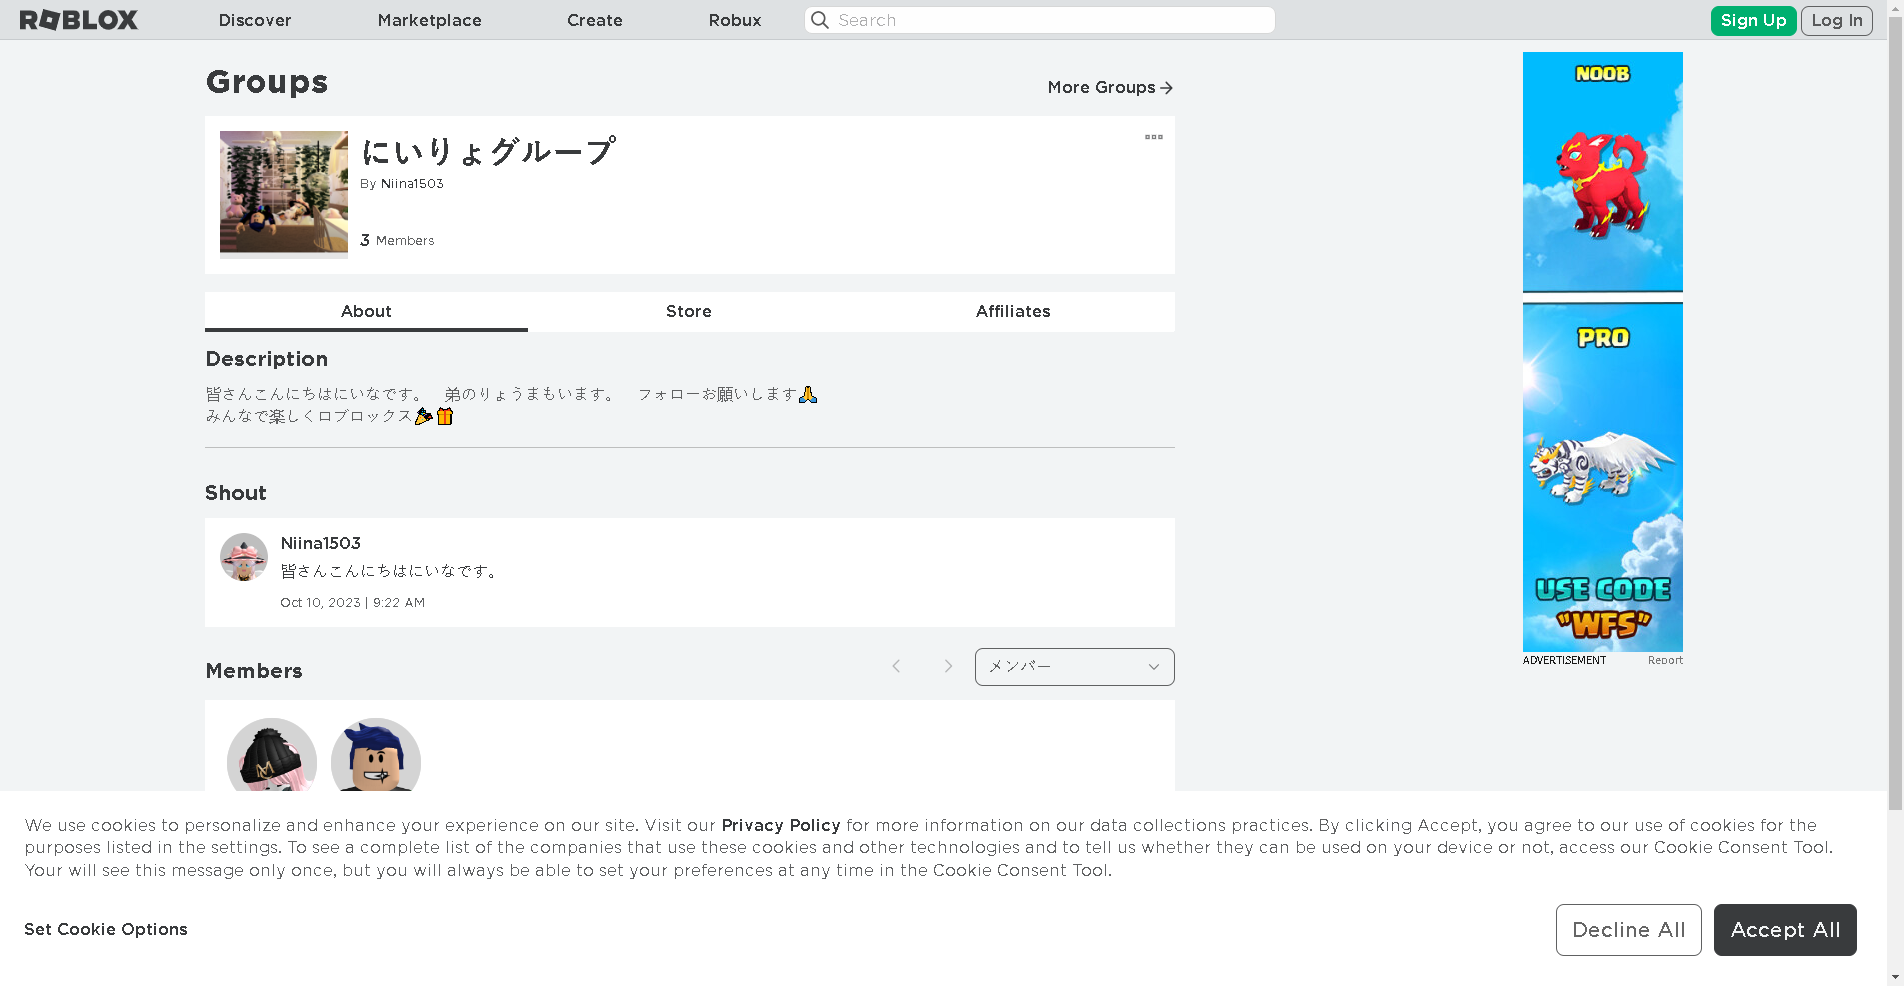 ROBLOX
Discover
Marketplace
Create
Robux
Search
Sign Up
Log In
Groups
More Groups
にいりょグループ
By Niina1503
3 Members
About
Store
Affiliates
Description
皆さんこんにちはにいなです。　弟のりょうまもいます。　フォローお願いします🙏
みんなで楽しくロブロックス🎉🎁
Shout
Niina1503
皆さんこんにちはにいなです。
Oct 10, 2023 | 9:22 AM
Members
メンバー
NOOB
PRO
USE CODE
"WFS"
ADVERTISEMENT
Report
We use cookies to personalize and enhance your experience on our site. Visit our Privacy Policy for more information on our data collections practices. By clicking Accept, you agree to our use of cookies for the
purposes listed in the settings. To see a complete list of the companies that use these cookies and other technologies and to tell us whether they can be used on your device or not, access our Cookie Consent Tool.
Your will see this message only once, but you will always be able to set your preferences at any time in the Cookie Consent Tool.
Set Cookie Options
Decline All
Accept All